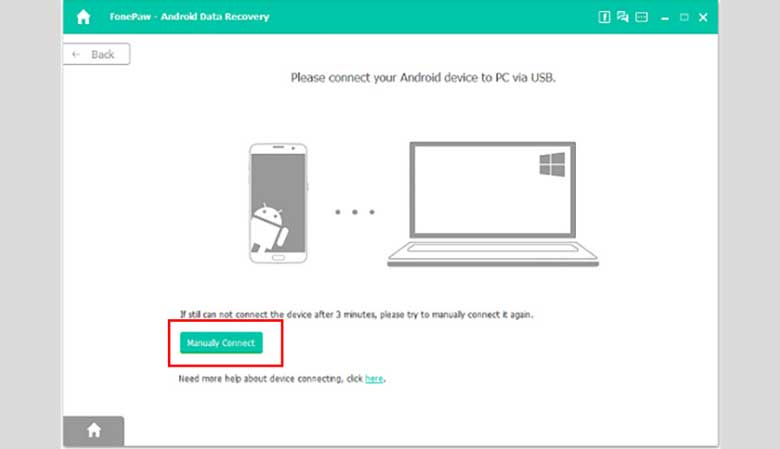 FonePaw - Android Data Recovery
← Back
Please connect your Android device to PC via USB.
If still can not connect the device after 3 minutes, please try to manually connect it again.
Manually Connect
Need more help about device connecting, click here.